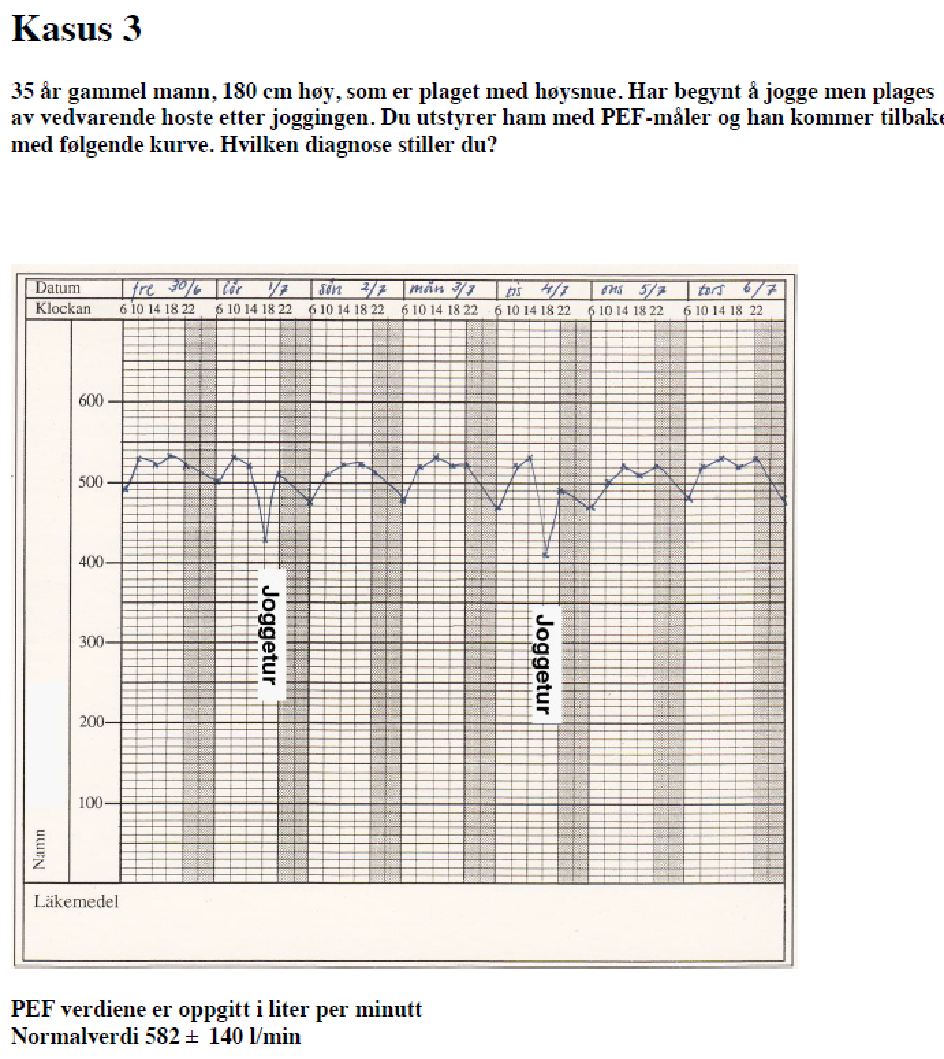 Kasus 3
35 år gammel mann, 180 cm høy, som er plaget med høysnue. Har begynt å jogge men plages
av vedvarende hoste etter joggingen. Du utstyrer ham med PEF-måler og han kommer tilbake
med følgende kurve. Hvilken diagnose stiller du?
Datum fre 30/6 lör 1/7 sön 2/7 mån 3/7 tis 4/7 ons 5/7 tors 6/7
Klockan 6 10 14 18 22 6 10 14 18 22 6 10 14 18 22 6 10 14 18 22 6 10 14 18 22 6 10 14 18 22 6 10 14 18 22
600
500
400
300
200
100
Joggetur
Joggetur
Namn
Läkemedel
PEF verdiene er oppgitt i liter per minutt
Normalverdi 582 ± 140 l/min